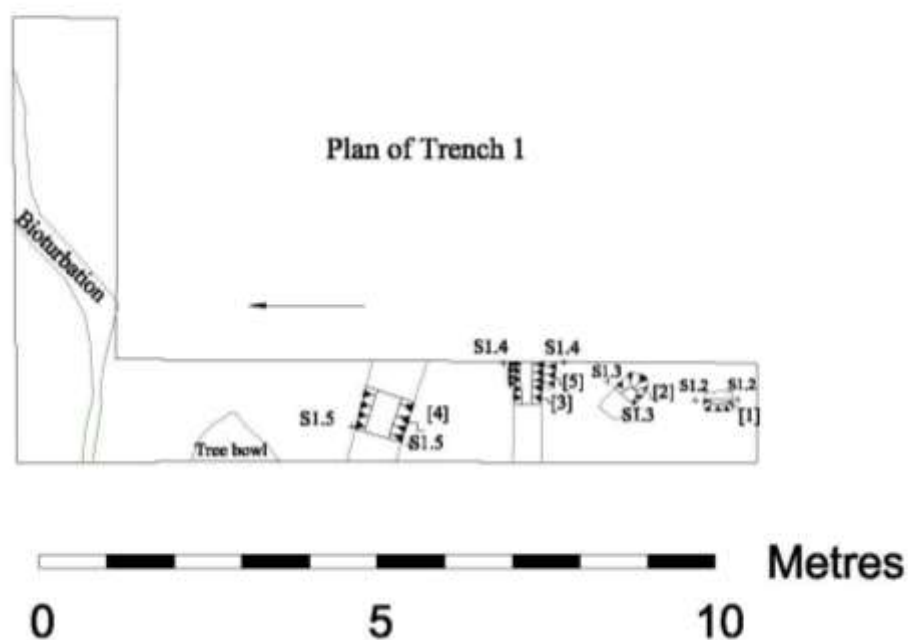 Plan of Trench 1
Bioturbation
S1.4 S1.4
S1.3 S1.2 S1.2
[5]
[2]
[3]
[1]
S1.3
S1.5 [4]
S1.5
Tree bowl
Metres
0 5 10